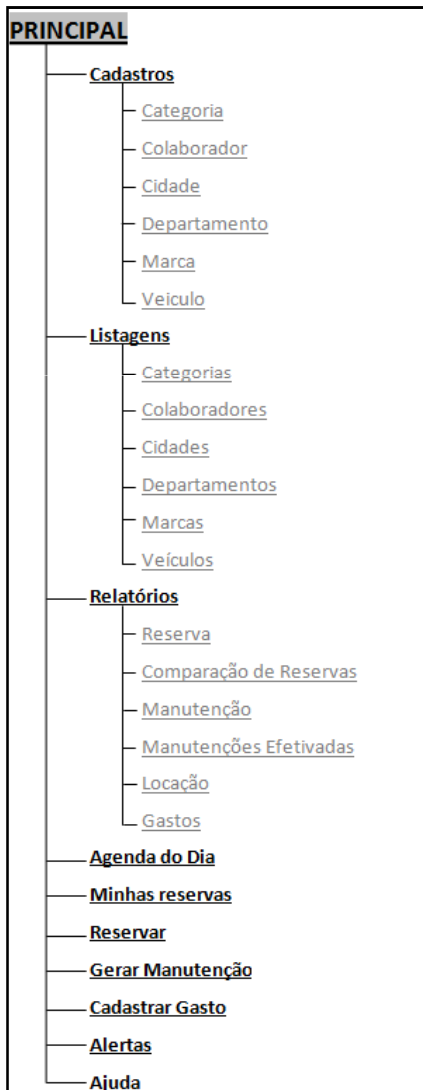 PRINCIPAL
Cadastros
Categoria
Colaborador
Cidade
Departamento
Marca
Veiculo
Listagens
Categorias
Colaboradores
Cidades
Departamentos
Marcas
Veículos
Relatórios
Reserva
Comparação de Reservas
Manutenção
Manutenções Efetivadas
Locação
Gastos
Agenda do Dia
Minhas reservas
Reservar
Gerar Manutenção
Cadastrar Gasto
Alertas
Ajuda